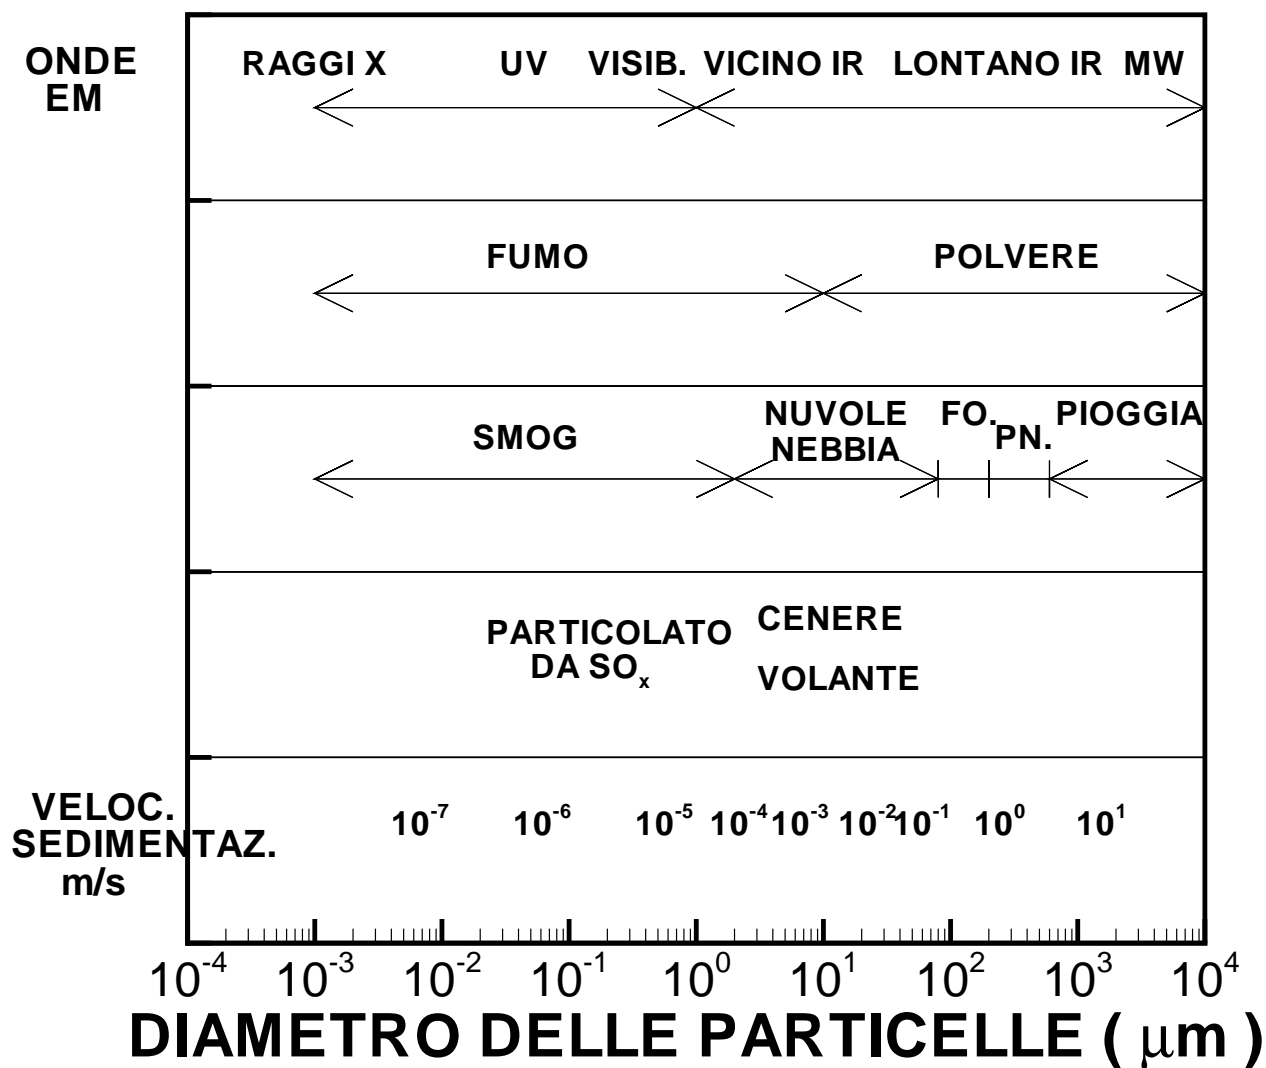 ONDE
EM
RAGGI X UV VISIB. VICINO IR LONTANO IR MW
FUMO POLVERE
SMOG
NUVOLE
NEBBIA
FO.
PN.
PIOGGIA
PARTICOLATO
DA SOₓ
CENERE
VOLANTE
VELOC.
SEDIMENTAZ.
m/s
10⁻⁷ 10⁻⁶ 10⁻⁵ 10⁻⁴ 10⁻³ 10⁻² 10⁻¹ 10⁰ 10¹
10⁻⁴ 10⁻³ 10⁻² 10⁻¹ 10⁰ 10¹ 10² 10³ 10⁴
DIAMETRO DELLE PARTICELLE ( μm )